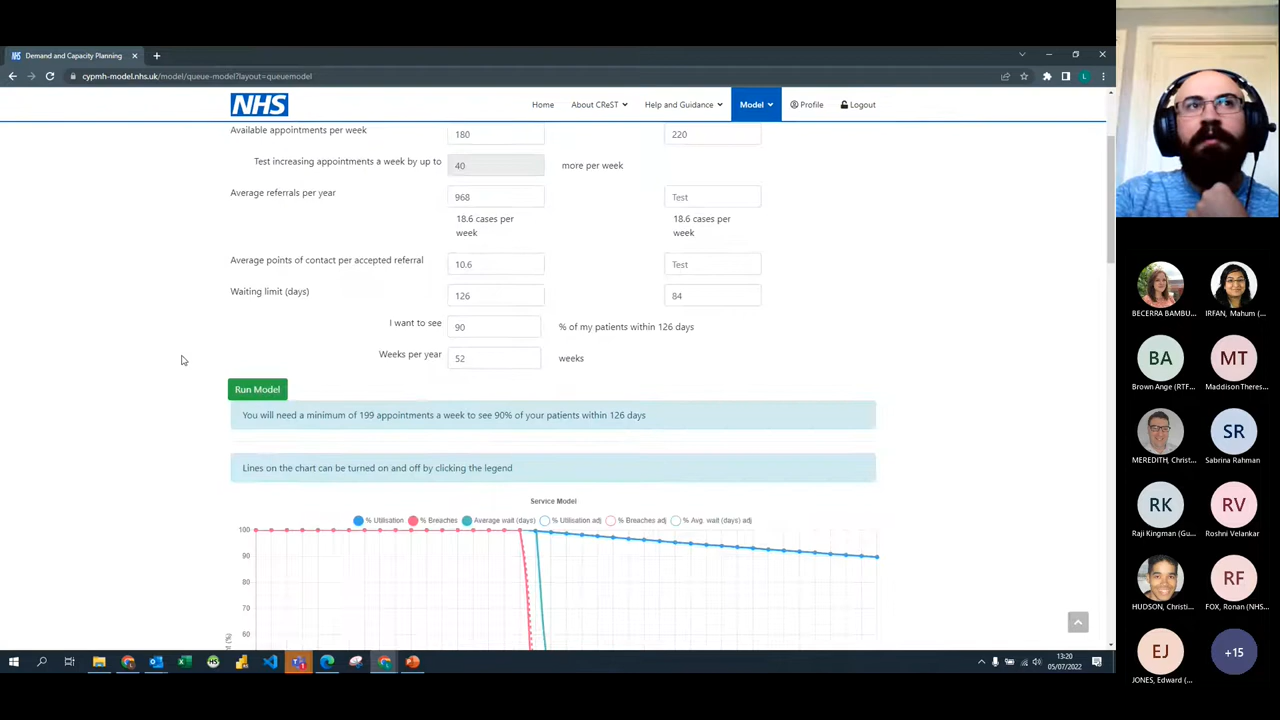 Demand and Capacity Planning
cypmh-model.nhs.uk/model/queue-model?layout=queuemodel
L
NHS
Home
About CReST
Help and Guidance
Model
Profile
Logout
Available appointments per week
180
220
Test increasing appointments a week by up to
40
more per week
Average referrals per year
968
Test
18.6 cases per
week
18.6 cases per
week
Average points of contact per accepted referral
10.6
Test
Waiting limit (days)
126
84
I want to see
90
% of my patients within 126 days
Weeks per year
52
weeks
Run Model
You will need a minimum of 199 appointments a week to see 90% of your patients within 126 days
Lines on the chart can be turned on and off by clicking the legend
Service Model
% Utilisation
% Breaches
Average wait (days)
% Utilisation adj
% Breaches adj
% Avg. wait (days) adj
100
90
80
70
60
13:20
05/07/2022
BECERRA BAMBU...
IRFAN, Mahum (...
BA
MT
Brown Ange (RTF...
Maddison Theres...
SR
MEREDITH, Christ...
Sabrina Rahman
RK
RV
Raji Kingman (Gu...
Roshni Velankar
RF
HUDSON, Christi...
FOX, Ronan (NHS...
EJ
+15
JONES, Edward (...